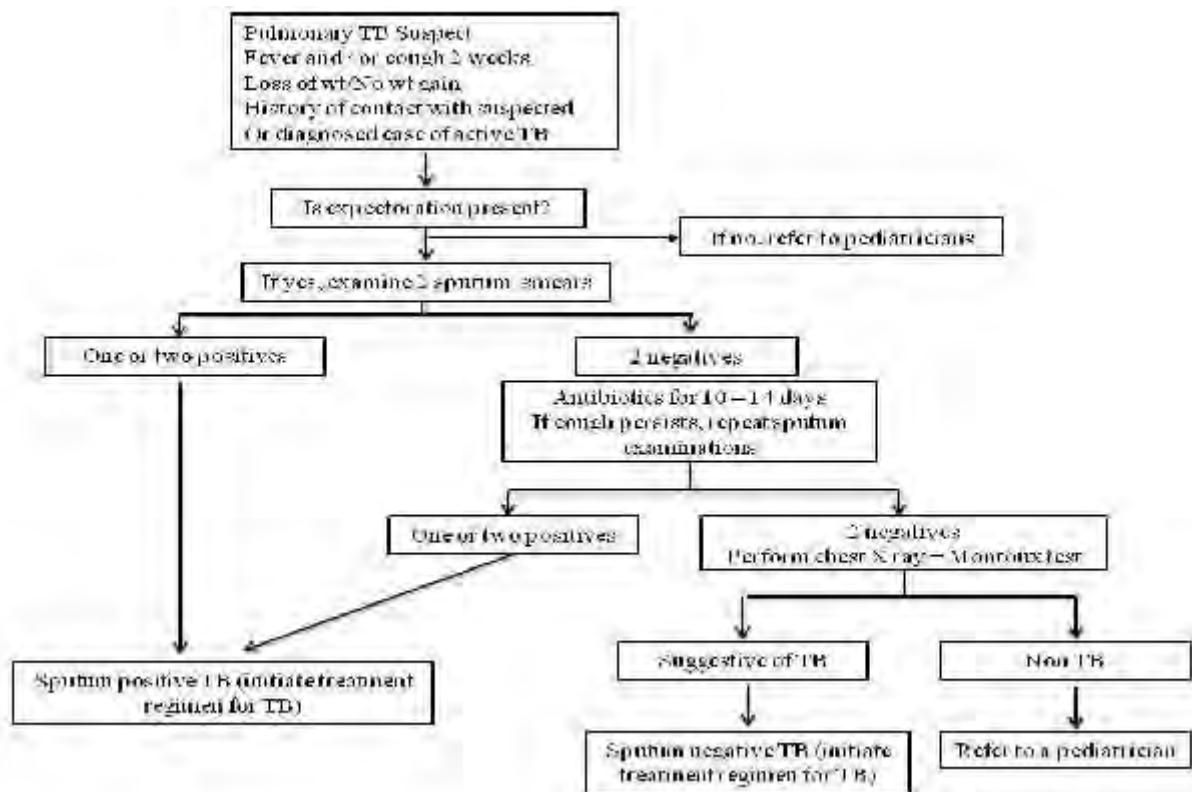 Pulmonary TB Suspect
Fever and / or cough 2 weeks
Loss of wt/No wt gain
History of contact with suspected
Or diagnosed case of active TB
Is expectoration present?
If no, refer to pediatricians
If yes, examine 2 sputum smears
One or two positives
2 negatives
Antibiotics for 10 – 14 days
If cough persists, repeat sputum
examinations
One or two positives
2 negatives
Perform chest X ray – Montoux test
Suggestive of TB
Non TB
Sputum positive TB (initiate treatment
regimen for TB)
Sputum negative TB (initiate
treatment regimen for TB)
Refer to a pediatrician